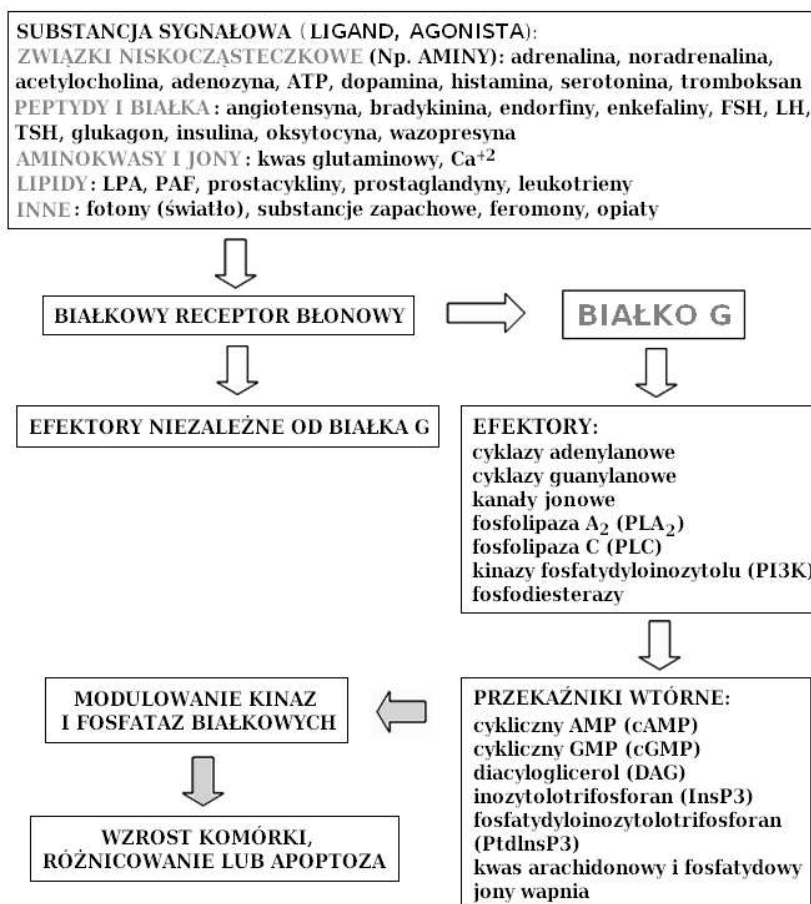 SUBSTANCJA SYGNAŁOWA (LIGAND, AGONISTA):
ZWIĄZKI NISKOCZĄSTECZKOWE (Np. AMINY): adrenalina, noradrenalina,
acetylocholina, adenozyna, ATP, dopamina, histamina, serotonina, tromboksan
PEPTYDY I BIAŁKA: angiotensyna, bradykinina, endorfiny, enkefaliny, FSH, LH,
TSH, glukagon, insulina, oksytocyna, wazopresyna
AMINOKWASY I JONY: kwas glutaminowy, Ca+2
LIPIDY: LPA, PAF, prostacykliny, prostaglandyny, leukotrieny
INNE: fotony (światło), substancje zapachowe, feromony, opiaty
BIAŁKOWY RECEPTOR BŁONOWY
BIAŁKO G
EFEKTORY NIEZALEŻNE OD BIAŁKA G
EFEKTORY:
cyklazy adenylanowe
cyklazy guanylanowe
kanały jonowe
fosfolipaza A2 (PLA2)
fosfolipaza C (PLC)
kinazy fosfatydyloinozytolu (PI3K)
fosfodiesterazy
MODULOWANIE KINAZ
I FOSFATAZ BIAŁKOWYCH
WZROST KOMÓRKI,
RÓŻNICOWANIE LUB APOPTOZA
PRZEKAŹNIKI WTÓRNE:
cykliczny AMP (cAMP)
cykliczny GMP (cGMP)
diacyloglicerol (DAG)
inozytolotrifosforan (InsP3)
fosfatydyloinozytolotrifosforan
(PtdlnsP3)
kwas arachidonowy i fosfatydowy
jony wapnia